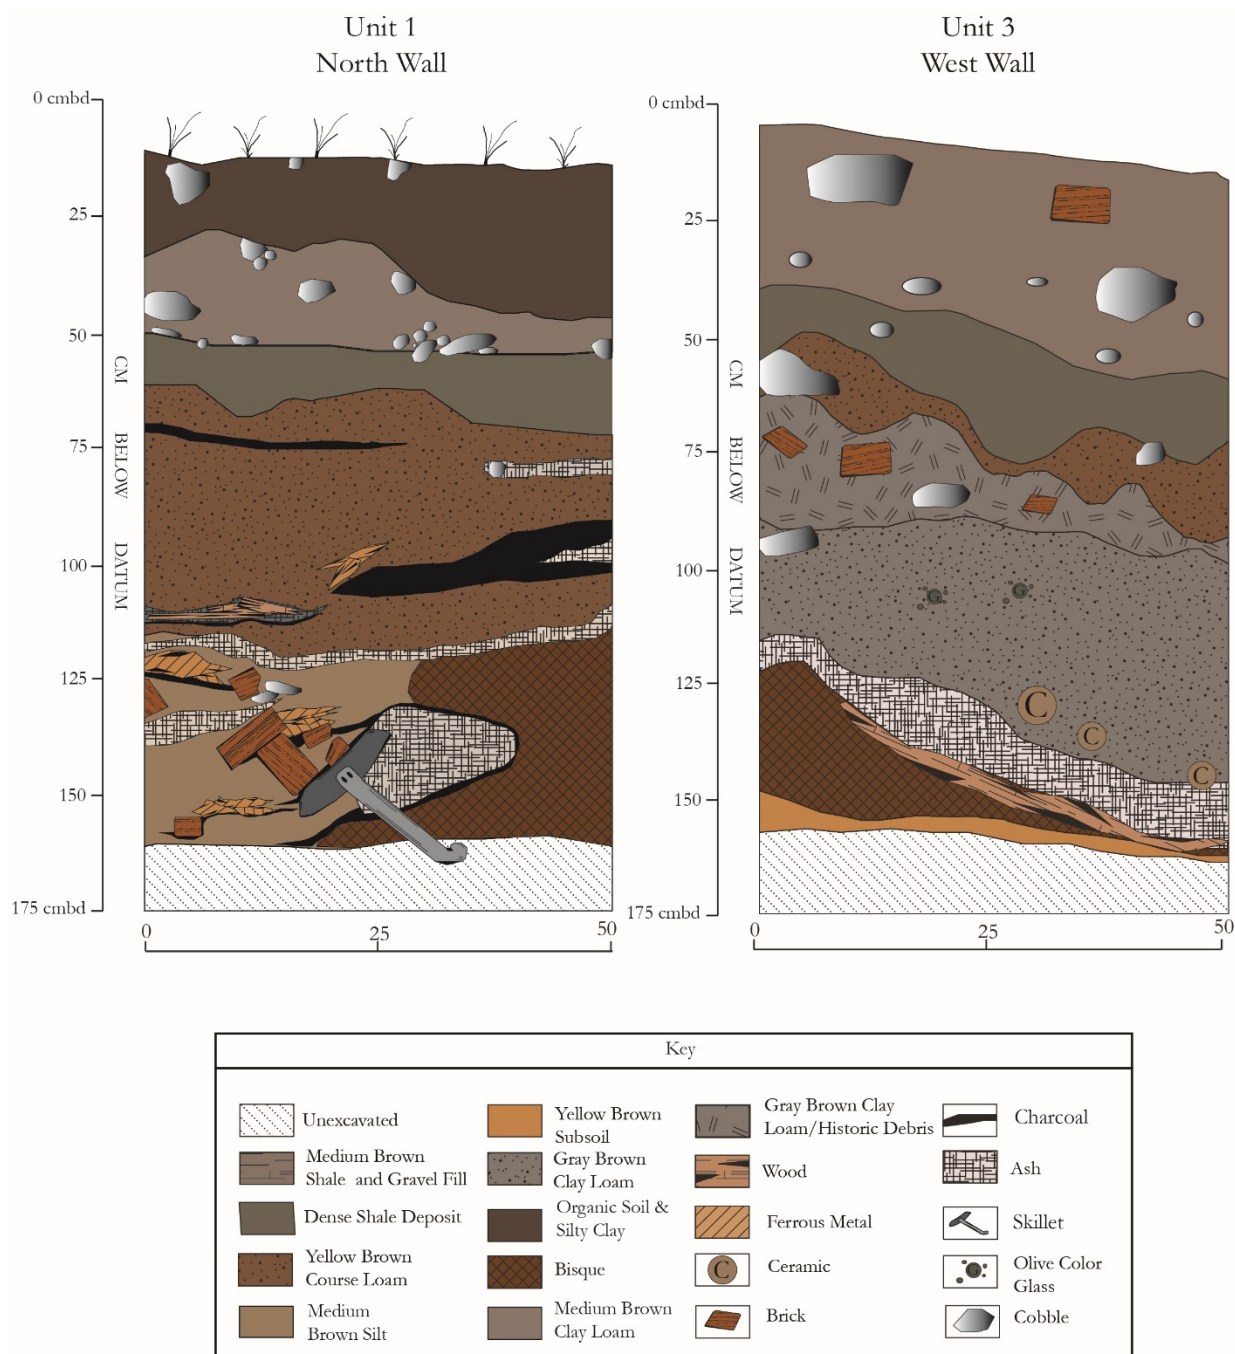 Unit 1
North Wall
0 cmbd
25
50
75
100
125
150
175 cmbd
CM
BELOW
DATUM
0
25
50
Unit 3
West Wall
0 cmbd
25
50
75
100
125
150
175 cmbd
CM
BELOW
DATUM
G
G
C
C
C
0
25
50
Key
Unexcavated
Medium Brown
Shale and Gravel Fill
Dense Shale Deposit
Yellow Brown
Course Loam
Medium
Brown Silt
Yellow Brown
Subsoil
Gray Brown
Clay Loam
Organic Soil &
Silty Clay
Bisque
Medium Brown
Clay Loam
Gray Brown Clay
Loam/Historic Debris
Wood
Ferrous Metal
C
Ceramic
Brick
Charcoal
Ash
Skillet
G
Olive Color
Glass
Cobble